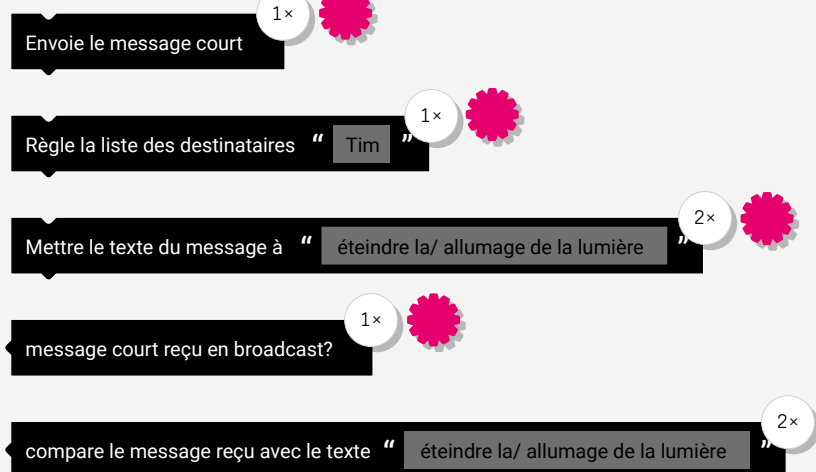 1×
Envoie le message court
1×
Règle la liste des destinataires “ Tim ”
2×
Mettre le texte du message à “ éteindre la/ allumage de la lumière ”
1×
message court reçu en broadcast?
2×
compare le message reçu avec le texte “ éteindre la/ allumage de la lumière ”